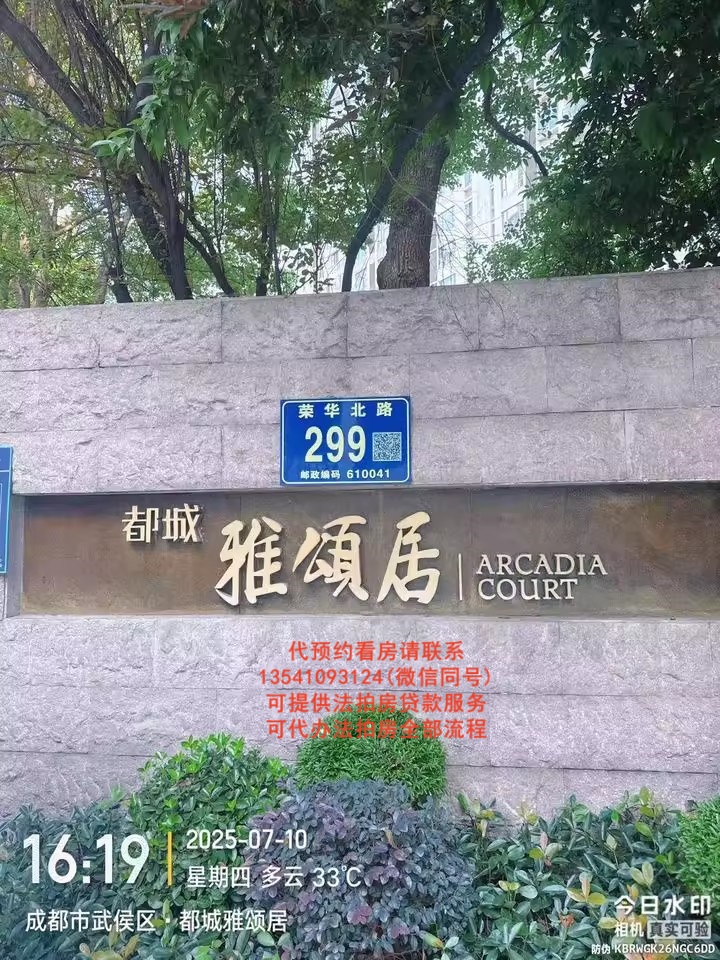 荣华北路
299
邮政编码 610041
都城
雅颂居
ARCADIA
COURT
代预约看房请联系
13541093124(微信同号)
可提供法拍房贷款服务
可代办法拍房全部流程
16:19
2025-07-10
星期四 多云 33℃
成都市武侯区·都城雅颂居
今日水印
相机 真实可验
防伪 KBRWGK26NGC6DD